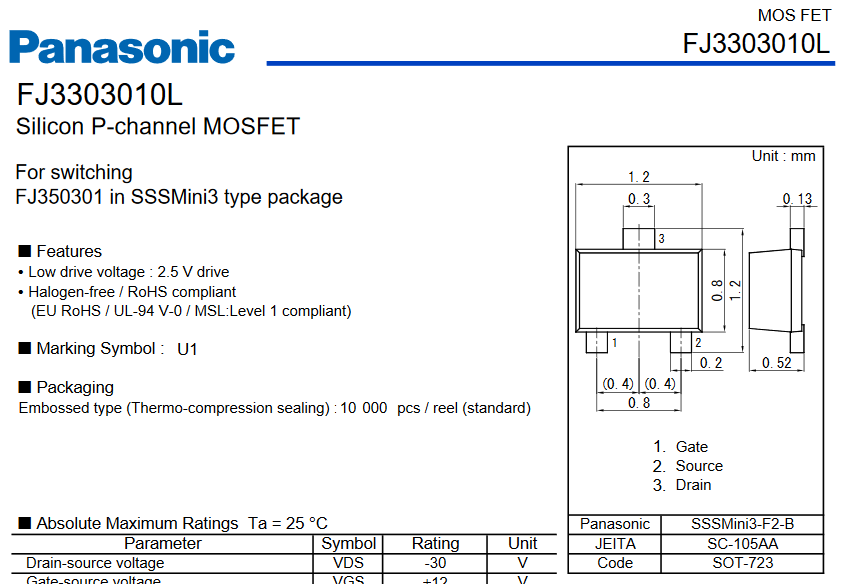 MOS FET
Panasonic
FJ3303010L
FJ3303010L
Silicon P-channel MOSFET
For switching
FJ350301 in SSSMini3 type package
■ Features
• Low drive voltage : 2.5 V drive
• Halogen-free / RoHS compliant
(EU RoHS / UL-94 V-0 / MSL:Level 1 compliant)
■ Marking Symbol : U1
■ Packaging
Embossed type (Thermo-compression sealing) : 10 000 pcs / reel (standard)
Unit : mm
1.2
0.3
0.13
3
0.8
1.2
1
2
0.2
0.52
(0.4) (0.4)
0.8
1. Gate
2. Source
3. Drain
Panasonic SSSMini3-F2-B
JEITA SC-105AA
Code SOT-723
■ Absolute Maximum Ratings Ta = 25 °C
Parameter Symbol Rating Unit
Drain-source voltage VDS -30 V
Gate-source voltage VGS ±12 V